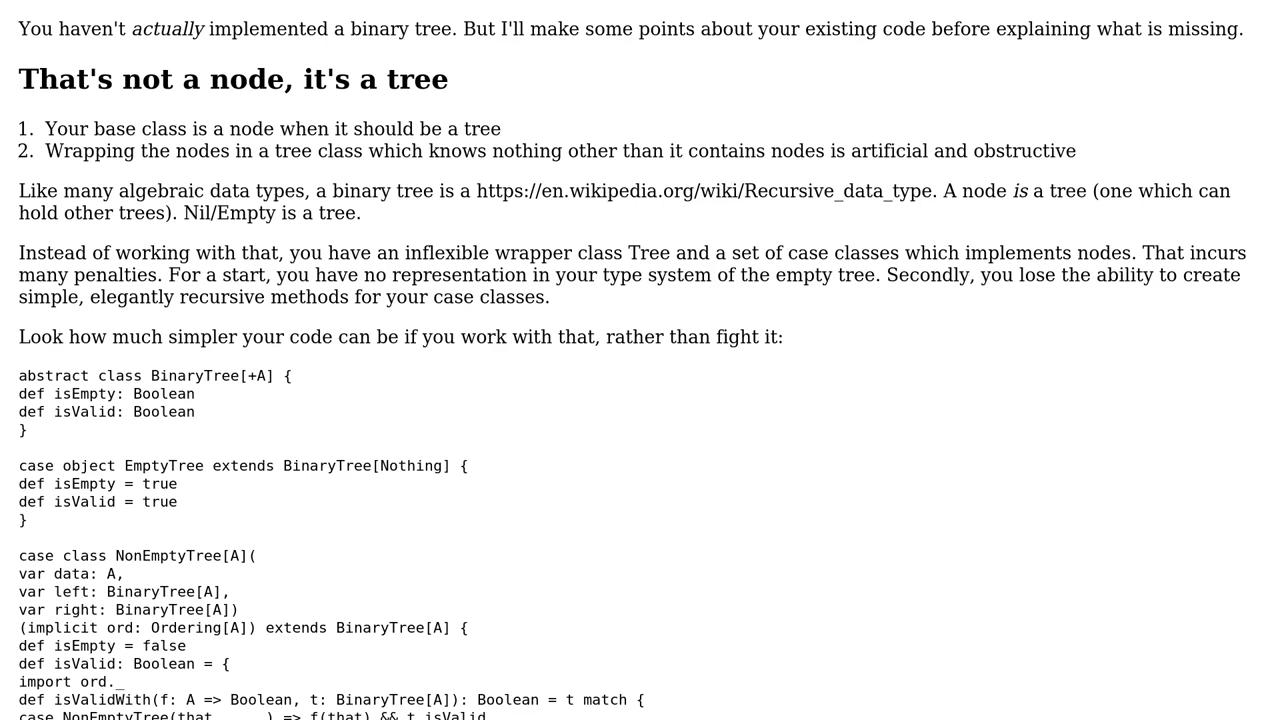 You haven't actually implemented a binary tree. But I'll make some points about your existing code before explaining what is missing.
That's not a node, it's a tree
1. Your base class is a node when it should be a tree
2. Wrapping the nodes in a tree class which knows nothing other than it contains nodes is artificial and obstructive
Like many algebraic data types, a binary tree is a https://en.wikipedia.org/wiki/Recursive_data_type. A node is a tree (one which can
hold other trees). Nil/Empty is a tree.
Instead of working with that, you have an inflexible wrapper class Tree and a set of case classes which implements nodes. That incurs
many penalties. For a start, you have no representation in your type system of the empty tree. Secondly, you lose the ability to create
simple, elegantly recursive methods for your case classes.
Look how much simpler your code can be if you work with that, rather than fight it:
abstract class BinaryTree[+A] {
def isEmpty: Boolean
def isValid: Boolean
}
case object EmptyTree extends BinaryTree[Nothing] {
def isEmpty = true
def isValid = true
}
case class NonEmptyTree[A](
var data: A,
var left: BinaryTree[A],
var right: BinaryTree[A])
(implicit ord: Ordering[A]) extends BinaryTree[A] {
def isEmpty = false
def isValid: Boolean = {
import ord._
def isValidWith(f: A => Boolean, t: BinaryTree[A]): Boolean = t match {
case NonEmptyTree(that, _, _) => f(that) && t.isValid